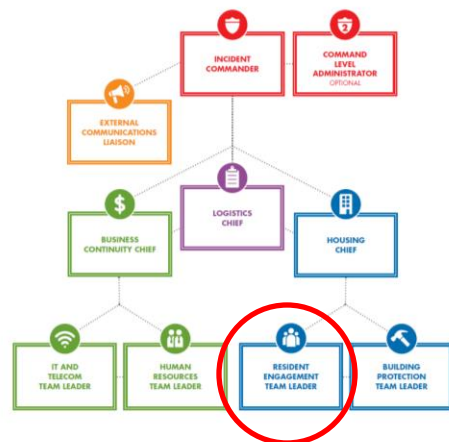 INCIDENT
COMMANDER
2
COMMAND
LEVEL
ADMINISTRATOR
OPTIONAL
EXTERNAL
COMMUNICATIONS
LIAISON
$
BUSINESS
CONTINUITY CHIEF
LOGISTICS
CHIEF
HOUSING
CHIEF
IT AND
TELECOM
TEAM LEADER
HUMAN
RESOURCES
TEAM LEADER
RESIDENT
ENGAGEMENT
TEAM LEADER
BUILDING
PROTECTION
TEAM LEADER